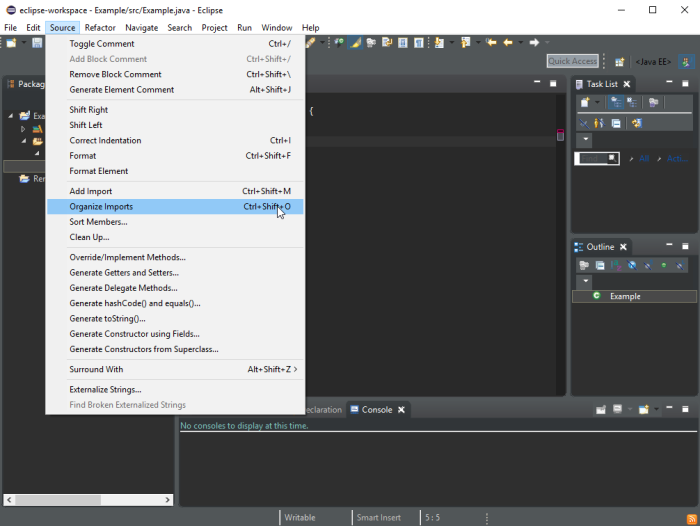 eclipse-workspace - Example/src/Example.java - Eclipse
File Edit Source Refactor Navigate Search Project Run Window Help
Quick Access <Java EE>
Toggle Comment Ctrl+/
Add Block Comment Ctrl+Shift+/
Remove Block Comment Ctrl+Shift+\
Generate Element Comment Alt+Shift+J
Shift Right
Shift Left
Correct Indentation Ctrl+I
Format Ctrl+Shift+F
Format Element
Add Import Ctrl+Shift+M
Organize Imports Ctrl+Shift+O
Sort Members...
Clean Up...
Override/Implement Methods...
Generate Getters and Setters...
Generate Delegate Methods...
Generate hashCode() and equals()...
Generate toString()...
Generate Constructor using Fields...
Generate Constructors from Superclass...
Surround With Alt+Shift+Z >
Externalize Strings...
Find Broken Externalized Strings
Packag
Exa
Rer
{
Task List
Find All Acti...
Outline
Example
eclaration Console
No consoles to display at this time.
Writable Smart Insert 5 : 5